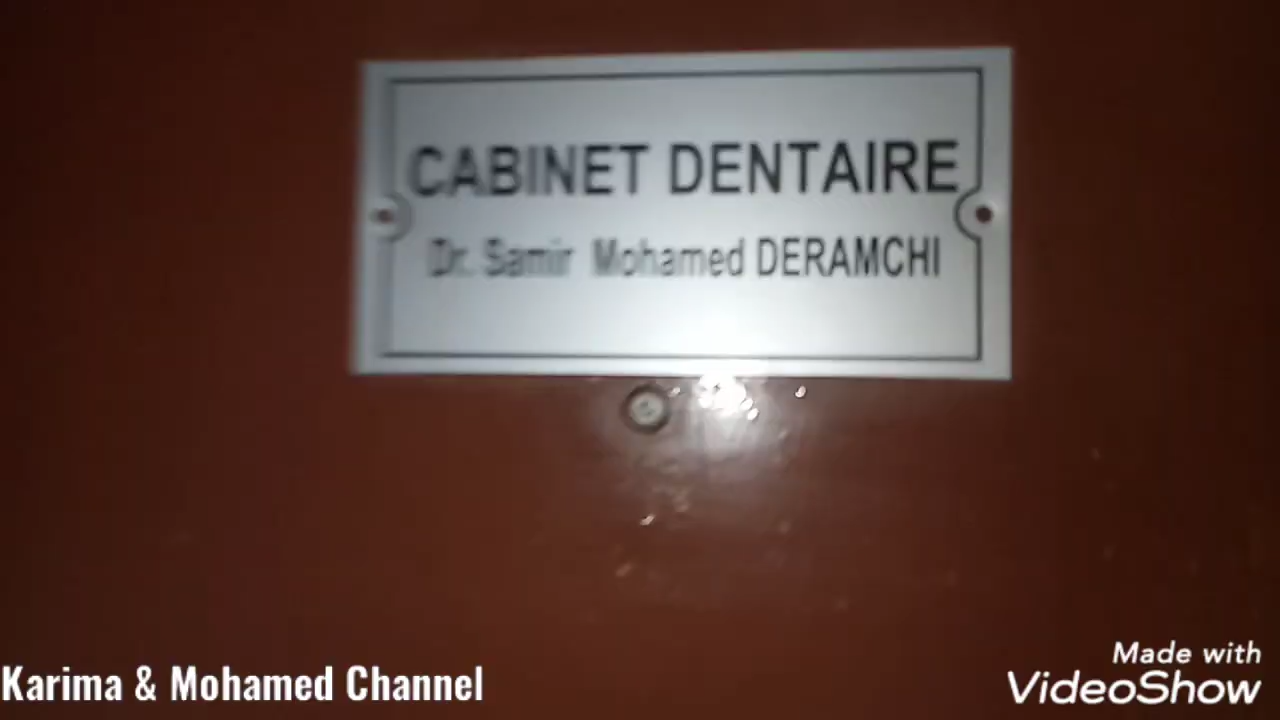 CABINET DENTAIRE
Dr. Samir Mohamed DERAMCHI
Karima & Mohamed Channel
Made with
VideoShow